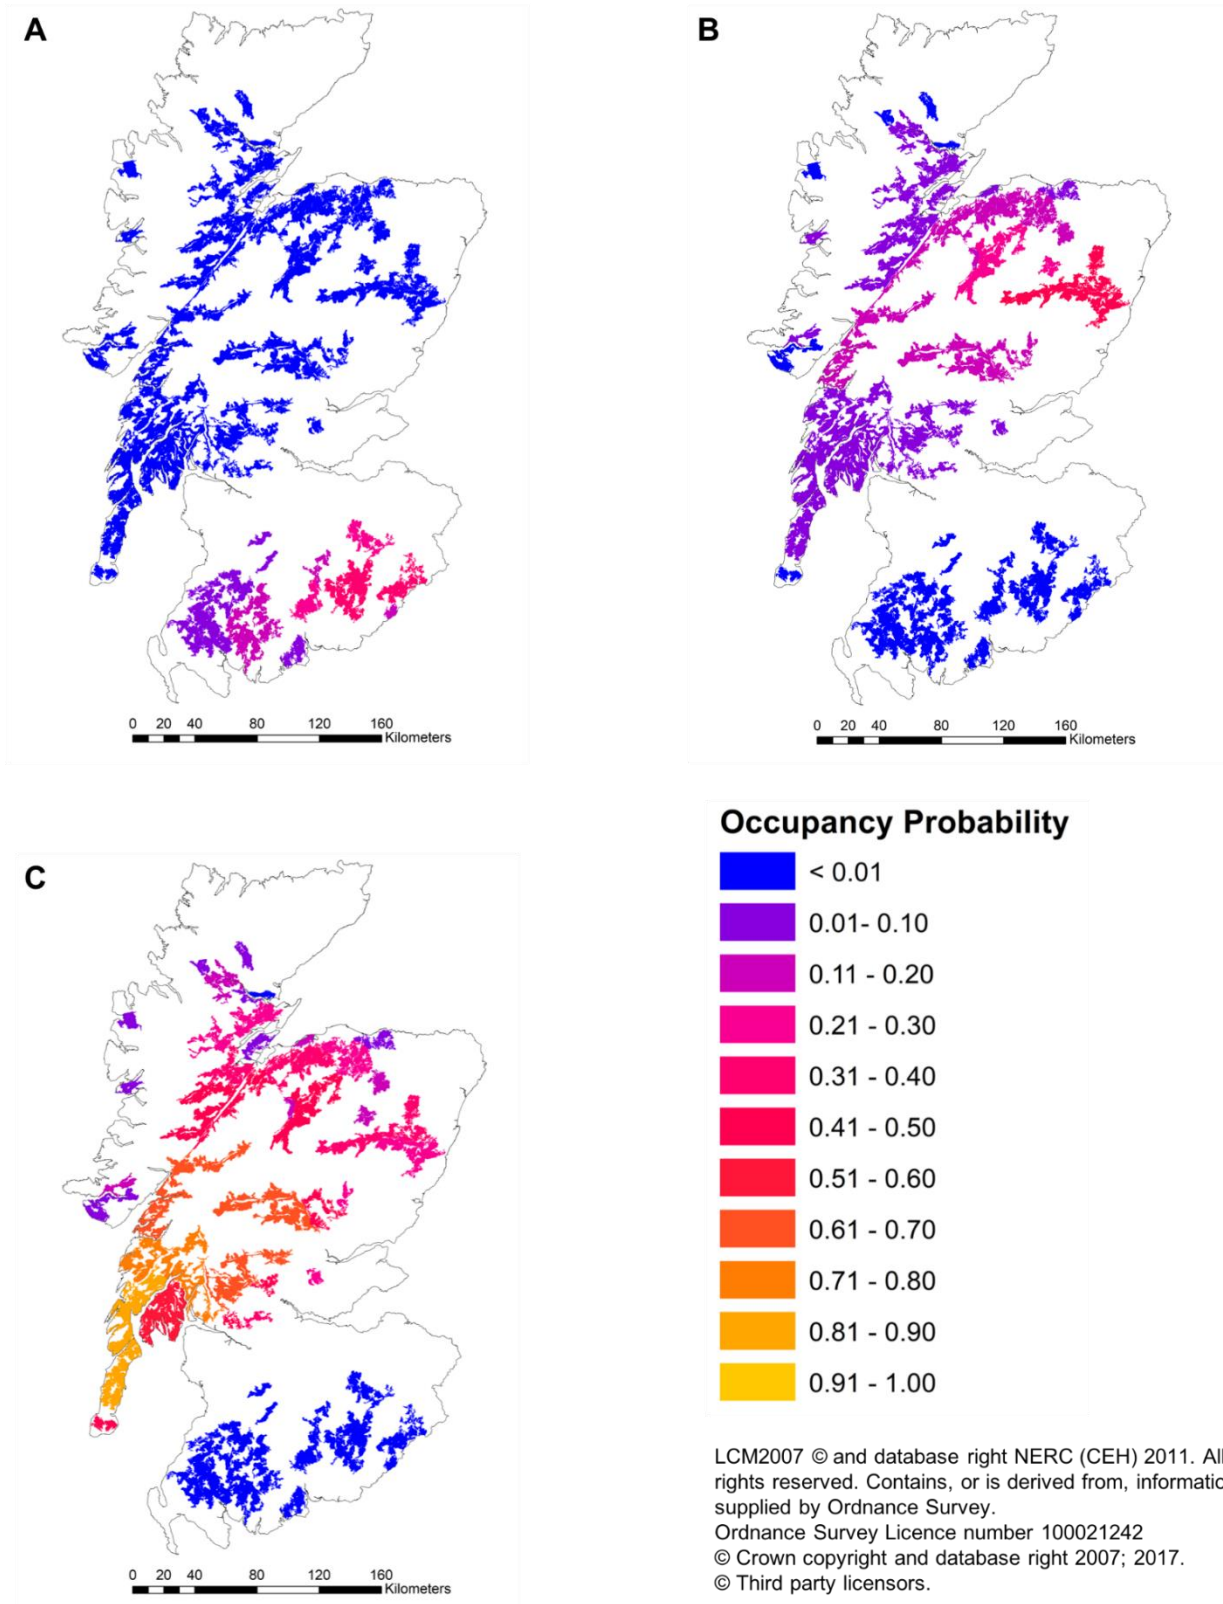 A
B
0 20 40 80 120 160
Kilometers
0 20 40 80 120 160
Kilometers
C
Occupancy Probability
< 0.01
0.01- 0.10
0.11 - 0.20
0.21 - 0.30
0.31 - 0.40
0.41 - 0.50
0.51 - 0.60
0.61 - 0.70
0.71 - 0.80
0.81 - 0.90
0.91 - 1.00
0 20 40 80 120 160
Kilometers
LCM2007 © and database right NERC (CEH) 2011. All
rights reserved. Contains, or is derived from, informatio
supplied by Ordnance Survey.
Ordnance Survey Licence number 100021242
© Crown copyright and database right 2007; 2017.
© Third party licensors.